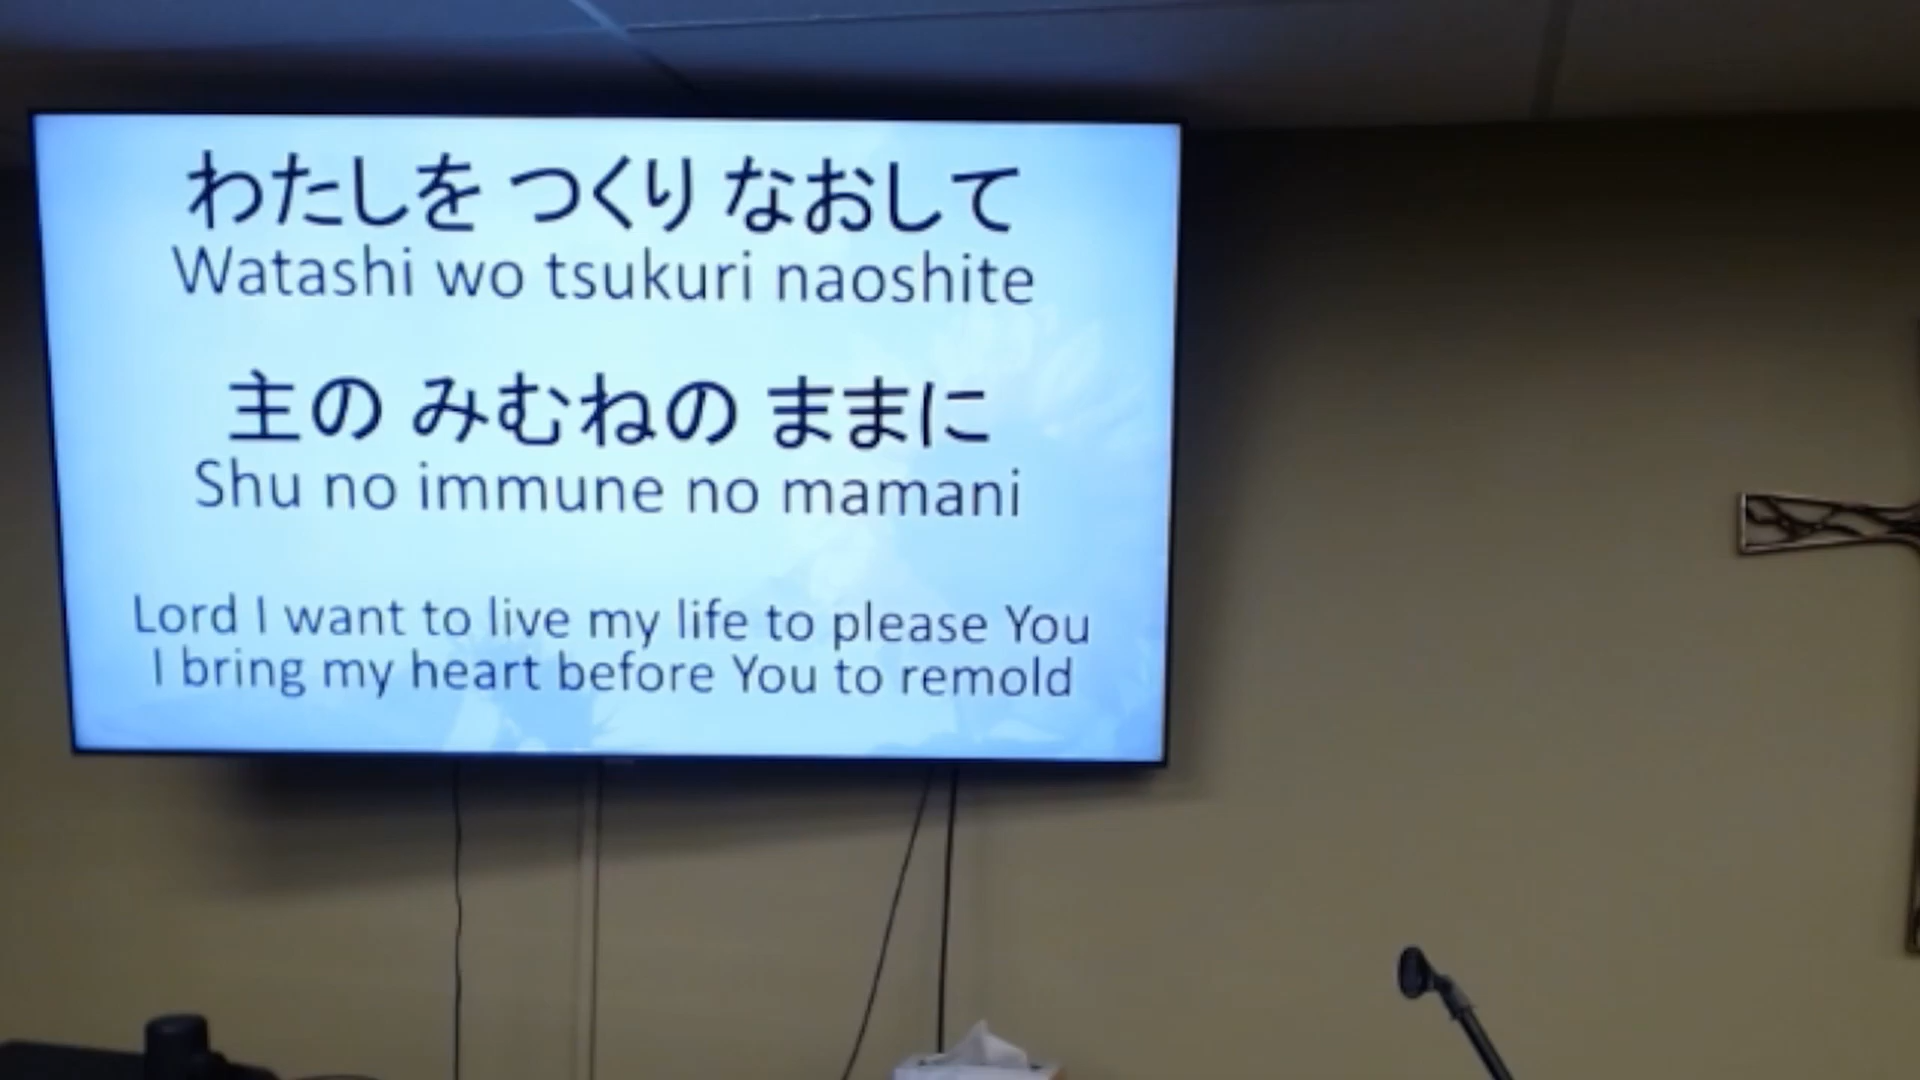 わたしを つくり なおして
Watashi wo tsukuri naoshite
主の みむねの ままに
Shu no immune no mamani
Lord I want to live my life to please You
I bring my heart before You to remold